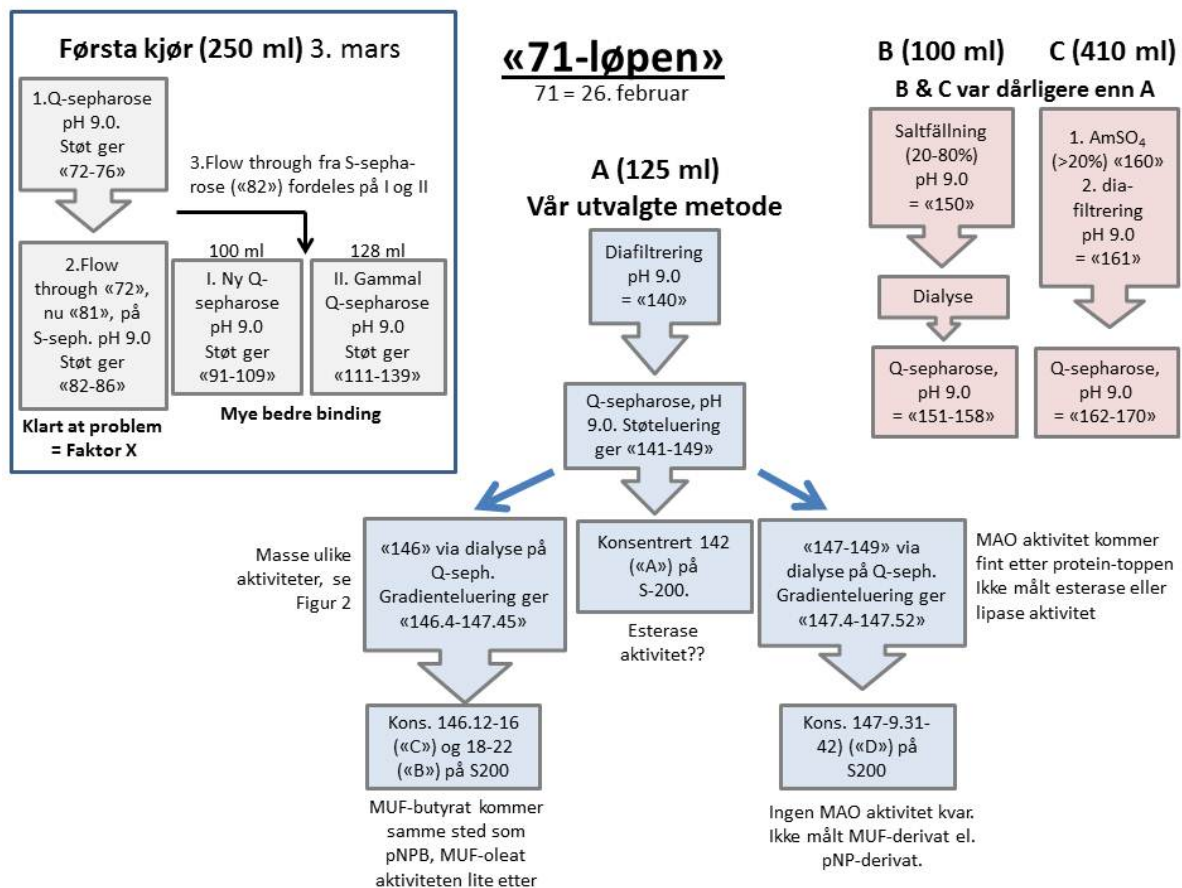 Første kjør (250 ml) 3. mars
1.Q-sepharose
pH 9.0.
Støt ger
«72-76»
3.Flow through fra S-sepha-
rose («82») fordeles på I og II
2.Flow
through «72»,
nu «81», på
S-seph. pH 9.0
Støt ger
«82-86»
100 ml
I. Ny Q-
sepharose
pH 9.0
Støt ger
«91-109»
128 ml
II. Gammal
Q-sepharose
pH 9.0
Støt ger
«111-139»
Klart at problem
= Faktor X
Mye bedre binding
«71-løpen»
71 = 26. februar
A (125 ml)
Vår utvalgte metode
Diafiltrering
pH 9.0
= «140»
Q-sepharose, pH
9.0. Støteluering
ger «141-149»
B (100 ml)
C (410 ml)
B & C var dårligere enn A
Saltfällning
(20-80%)
pH 9.0
= «150»
Dialyse
Q-sepharose,
pH 9.0
= «151-158»
1. AmSO4
(>20%) «160»
2. dia-
filtrering
pH 9.0
= «161»
Q-sepharose,
pH 9.0
= «162-170»
Masse ulike
aktiviteter, se
Figur 2
«146» via dialyse på
Q-seph.
Gradienteluering ger
«146.4-147.45»
Konsentrert 142
(«A») på
S-200.
Esterase
aktivitet??
«147-149» via
dialyse på Q-seph.
Gradienteluering ger
«147.4-147.52»
MAO aktivitet kommer
fint etter protein-toppen
Ikke målt esterase eller
lipase aktivitet
Kons. 146.12-16
(«C») og 18-22
(«B») på S200
MUF-butyrat kommer
samme sted som
pNPB, MUF-oleat
aktiviteten lite etter
Kons. 147-9.31-
42) («D») på
S200
Ingen MAO aktivitet kvar.
Ikke målt MUF-derivat el.
pNP-derivat.